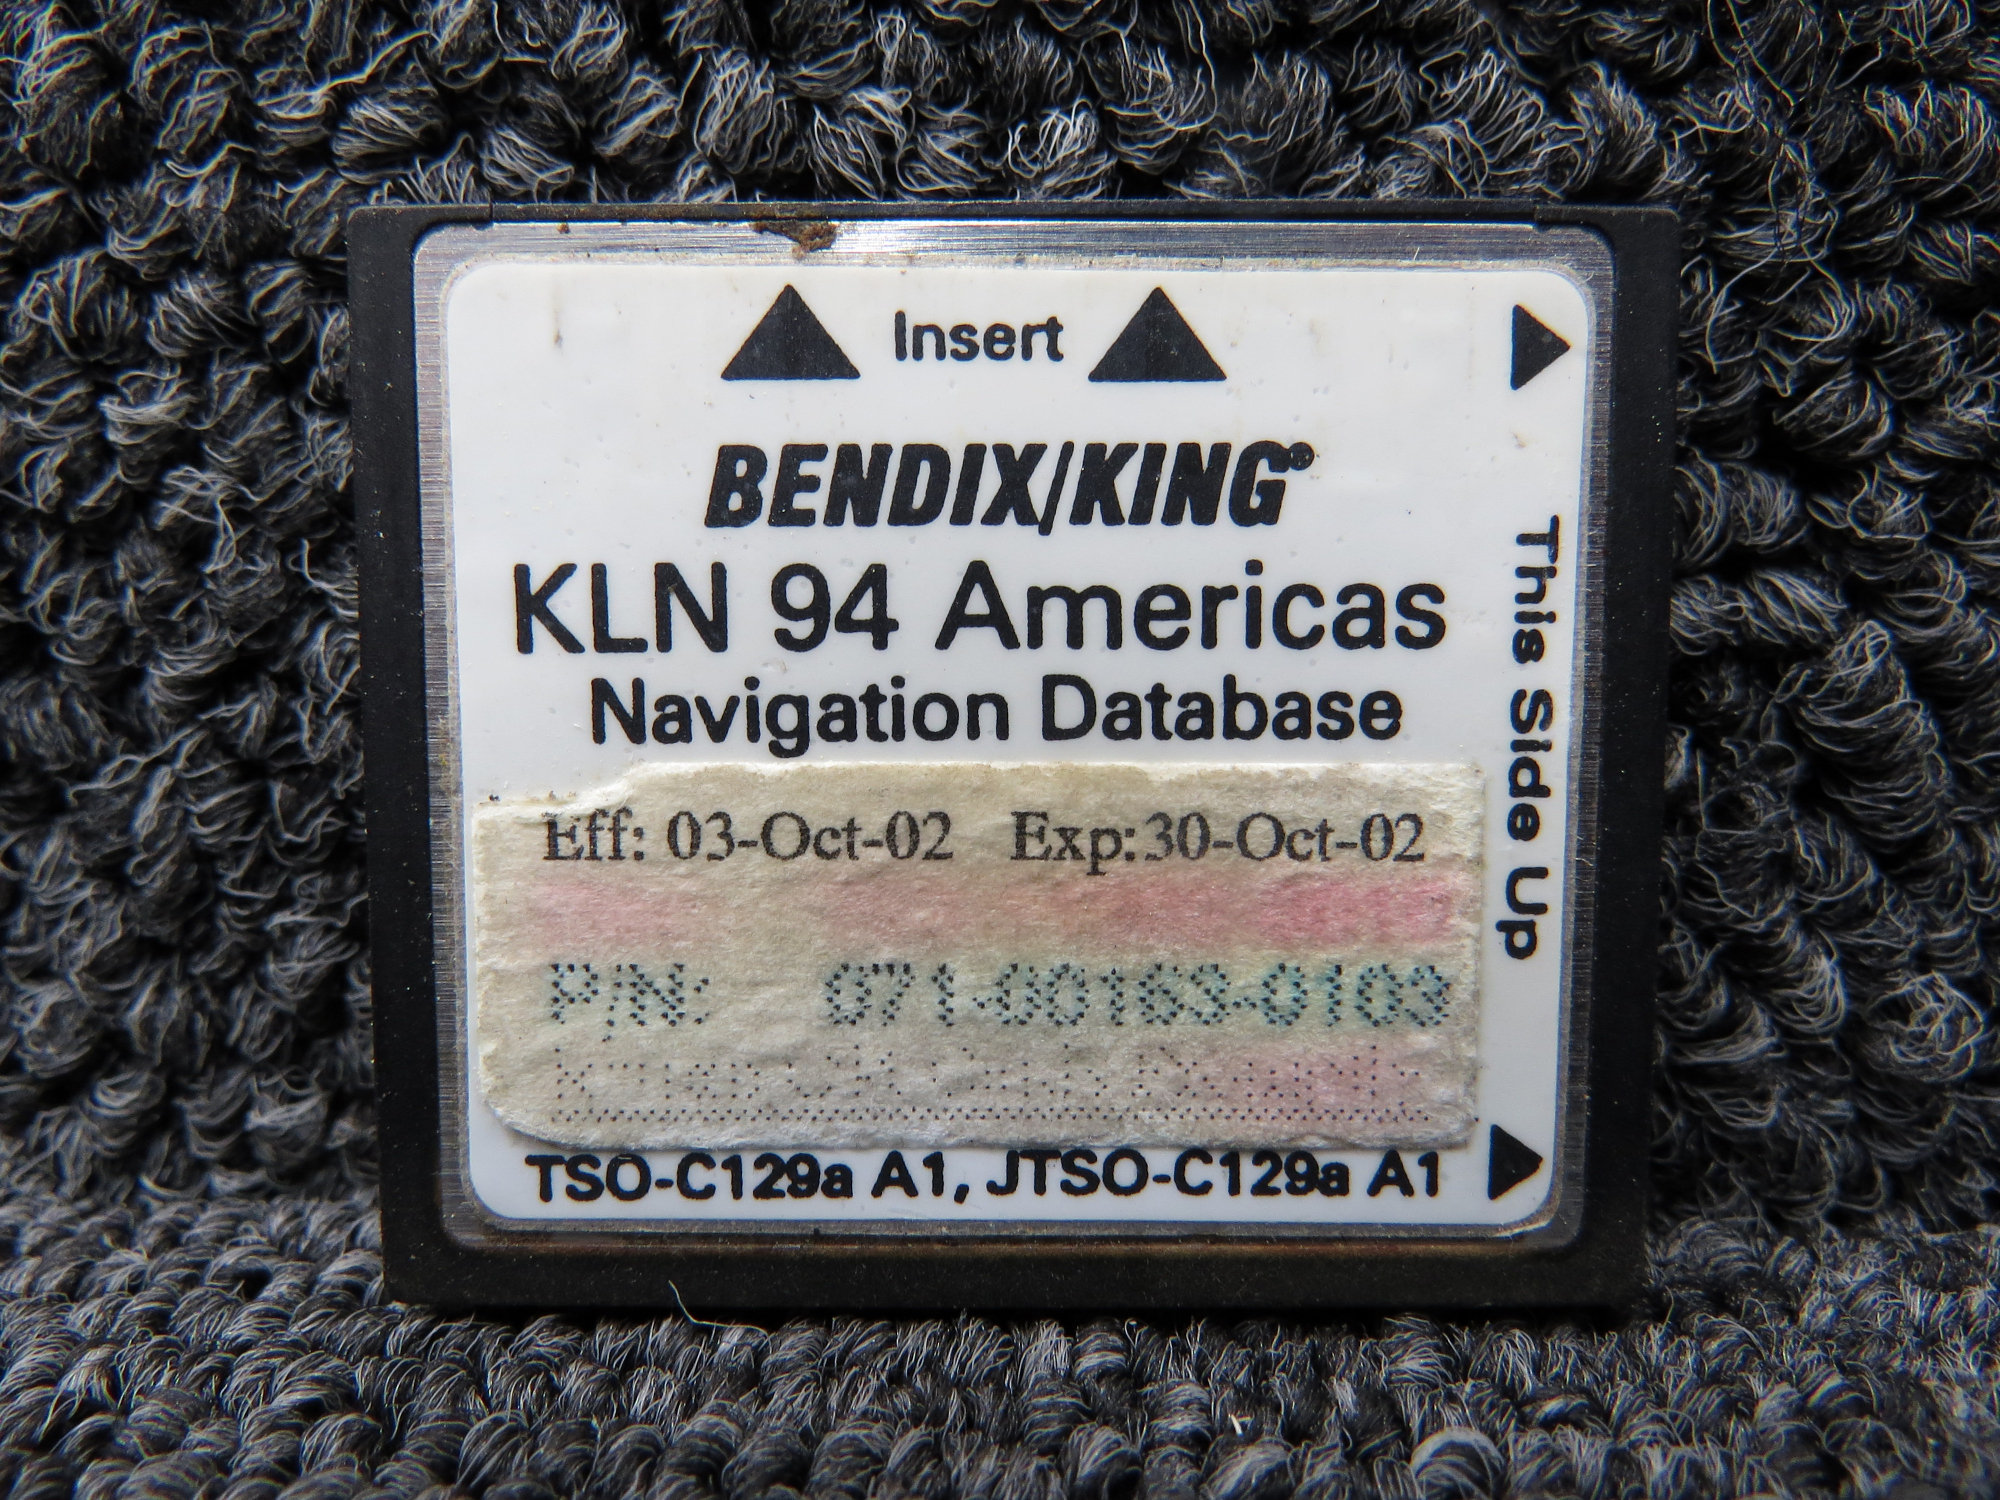 Insert
BENDIX/KING®
KLN 94 Americas
Navigation Database
Eff: 03-Oct-02 Exp:30-Oct-02
P/N: 071-00163-0103
TSO-C129a A1, JTSO-C129a A1
This Side Up